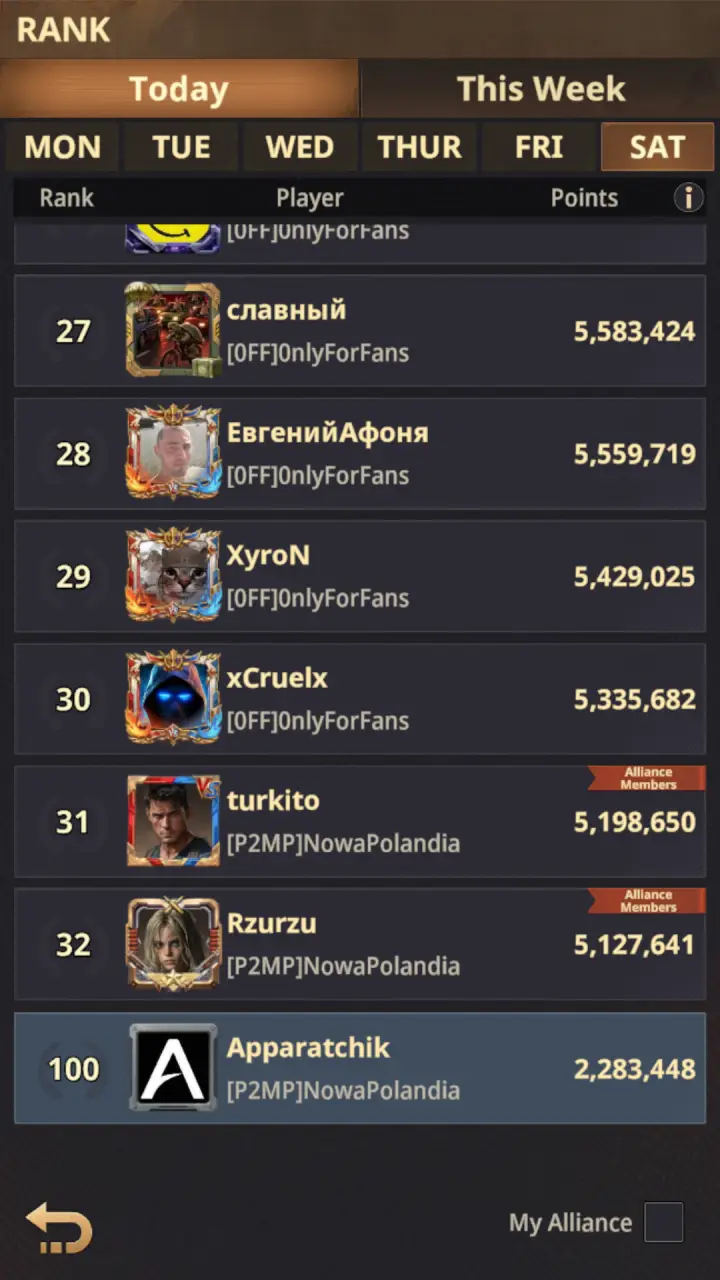 RANK
Today
This Week
MON TUE WED THUR FRI SAT
Rank Player Points i
[0FF]0nlyForFans
27
славный
[0FF]0nlyForFans
5,583,424
28
ЕвгенийАфоня
[0FF]0nlyForFans
5,559,719
29
XyroN
[0FF]0nlyForFans
5,429,025
30
xCruelx
[0FF]0nlyForFans
5,335,682
31
turkito
[P2MP]NowaPolandia
Alliance
Members
5,198,650
32
Rzurzu
[P2MP]NowaPolandia
Alliance
Members
5,127,641
100
A
Apparatchik
[P2MP]NowaPolandia
2,283,448
My Alliance